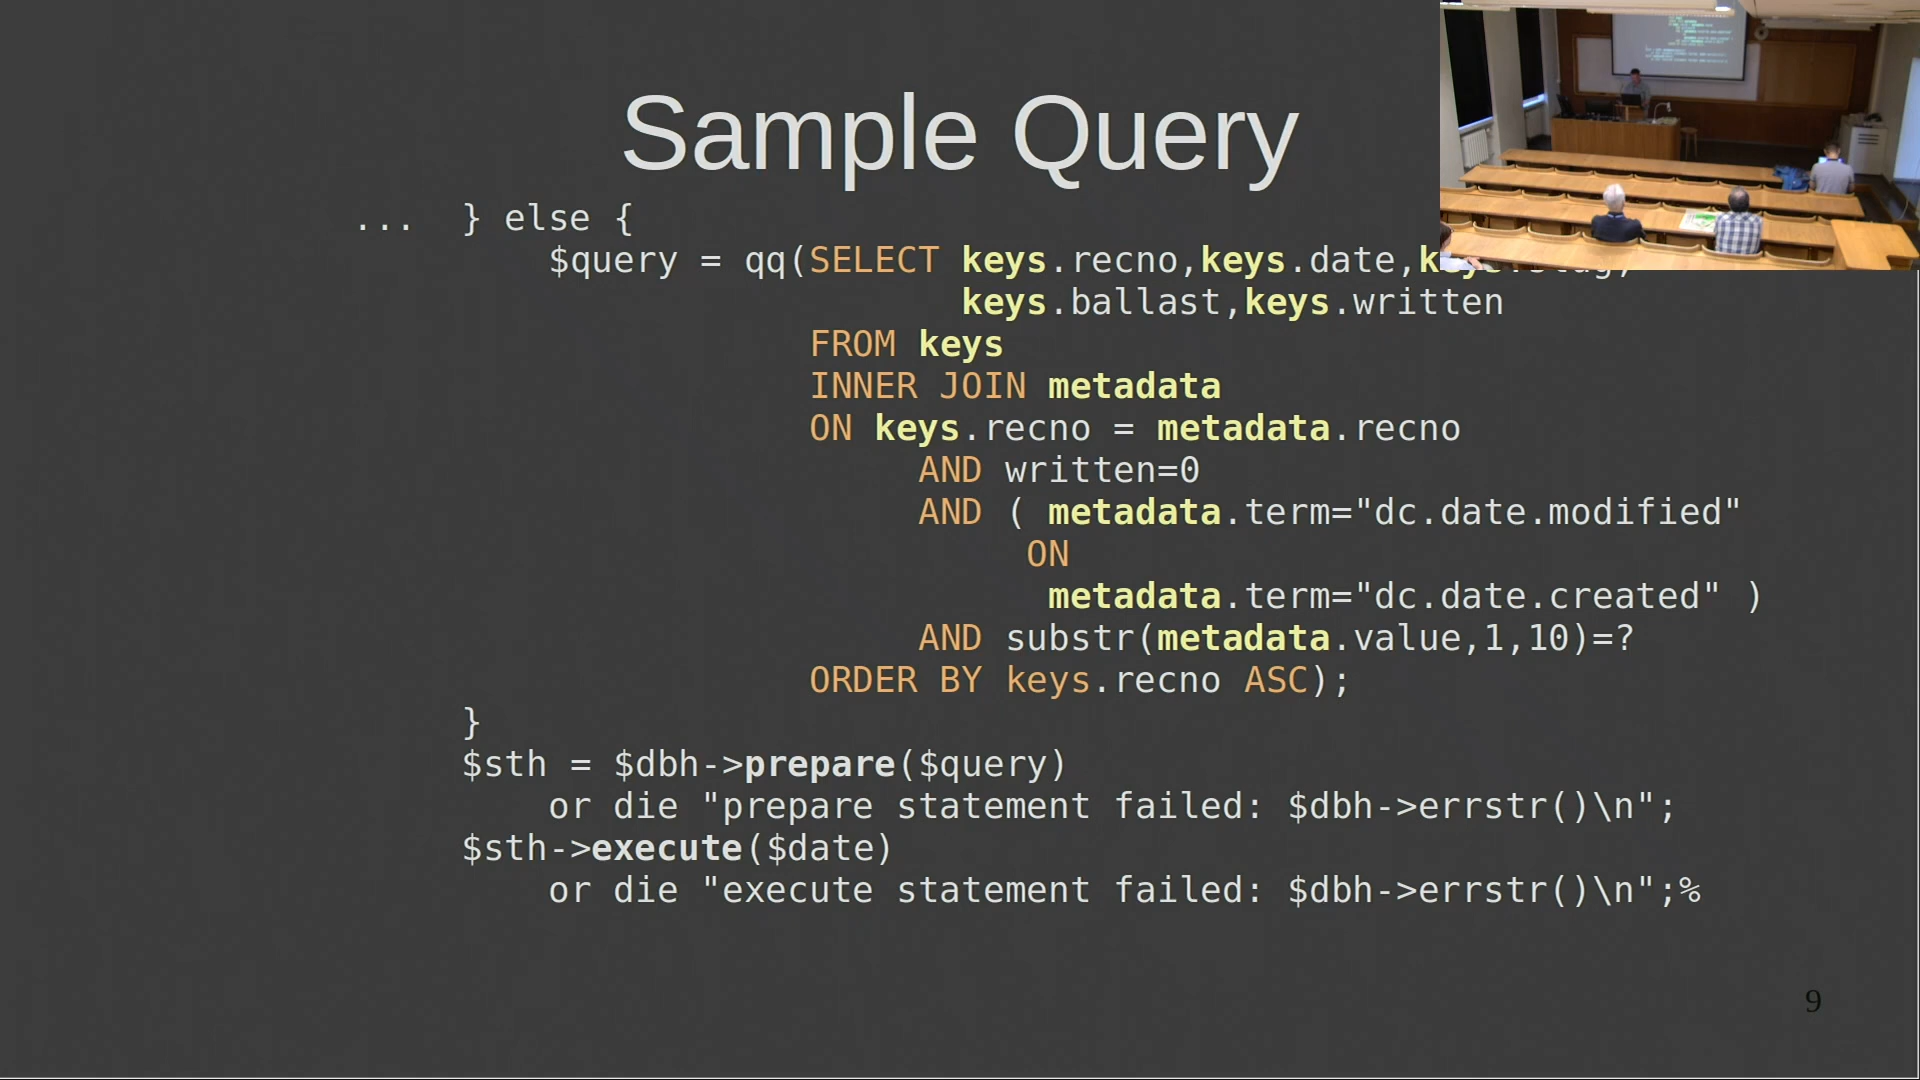 Sample Query
... } else {
$query = qq(SELECT keys.recno,keys.date,
keys.ballast,keys.written
FROM keys
INNER JOIN metadata
ON keys.recno = metadata.recno
AND written=0
AND ( metadata.term="dc.date.modified"
ON
metadata.term="dc.date.created" )
AND substr(metadata.value,1,10)=?
ORDER BY keys.recno ASC);
}
$sth = $dbh->prepare($query)
or die "prepare statement failed: $dbh->errstr()\n";
$sth->execute($date)
or die "execute statement failed: $dbh->errstr()\n";%
9